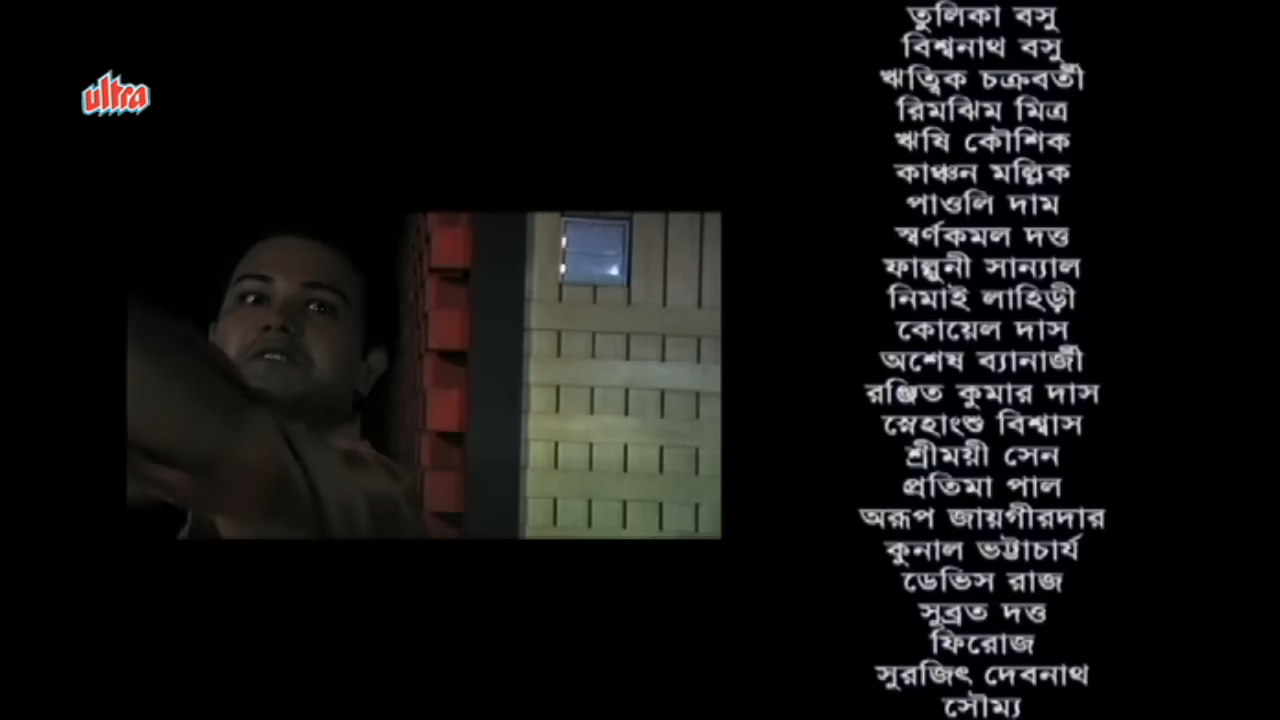 ultra
তুলিকা বসু
বিশ্বনাথ বসু
ঋত্বিক চক্রবর্তী
রিমঝিম মিত্র
ঋষি কৌশিক
কাঞ্চন মল্লিক
পাওলি দাম
স্বর্ণকমল দত্ত
ফাল্গুনী সান্যাল
নিমাই লাহিড়ী
কোয়েল দাস
অশেষ ব্যানার্জী
রঞ্জিত কুমার দাস
স্নেহাংশু বিশ্বাস
শ্রীময়ী সেন
প্রতিমা পাল
অরূপ জায়গীরদার
কুনাল ভট্টাচার্য
ডেভিস রাজ
সুব্রত দত্ত
ফিরোজ
সুরজিৎ দেবনাথ
সৌম্য